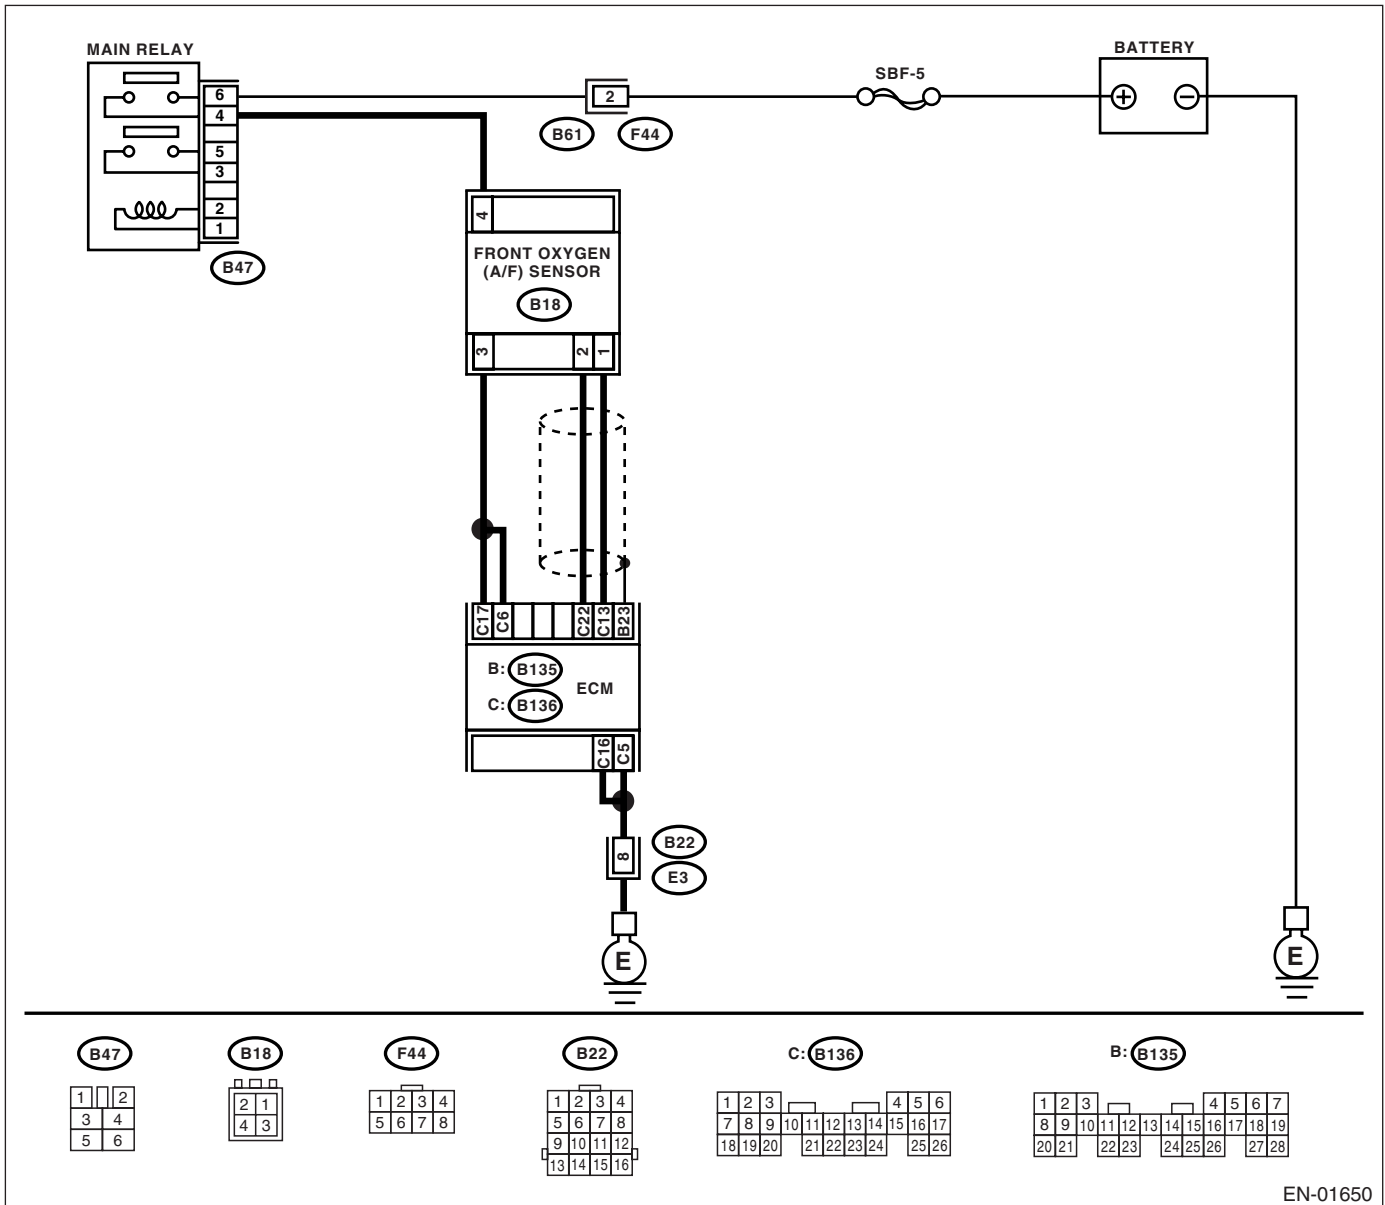 MAIN RELAY
BATTERY
SBF-5
6
4
5
3
2
1
B47
2
B61 F44
+ −
4
FRONT OXYGEN
(A/F) SENSOR
B18
3 2 1
C17 C6 C22 C13 B23
B: B135
ECM
C: B136
C16 C5
8
B22
E3
E
E
B47 B18 F44 B22 C: B136 B: B135
1 2
3 4
5 6
2 1
4 3
1 2 3 4
5 6 7 8
1 2 3 4
5 6 7 8
9 10 11 12
13 14 15 16
1 2 3 4 5 6
7 8 9 10 11 12 13 14 15 16 17
18 19 20 21 22 23 24 25 26
1 2 3 4 5 6 7
8 9 10 11 12 13 14 15 16 17 18 19
20 21 22 23 24 25 26 27 28
EN-01650